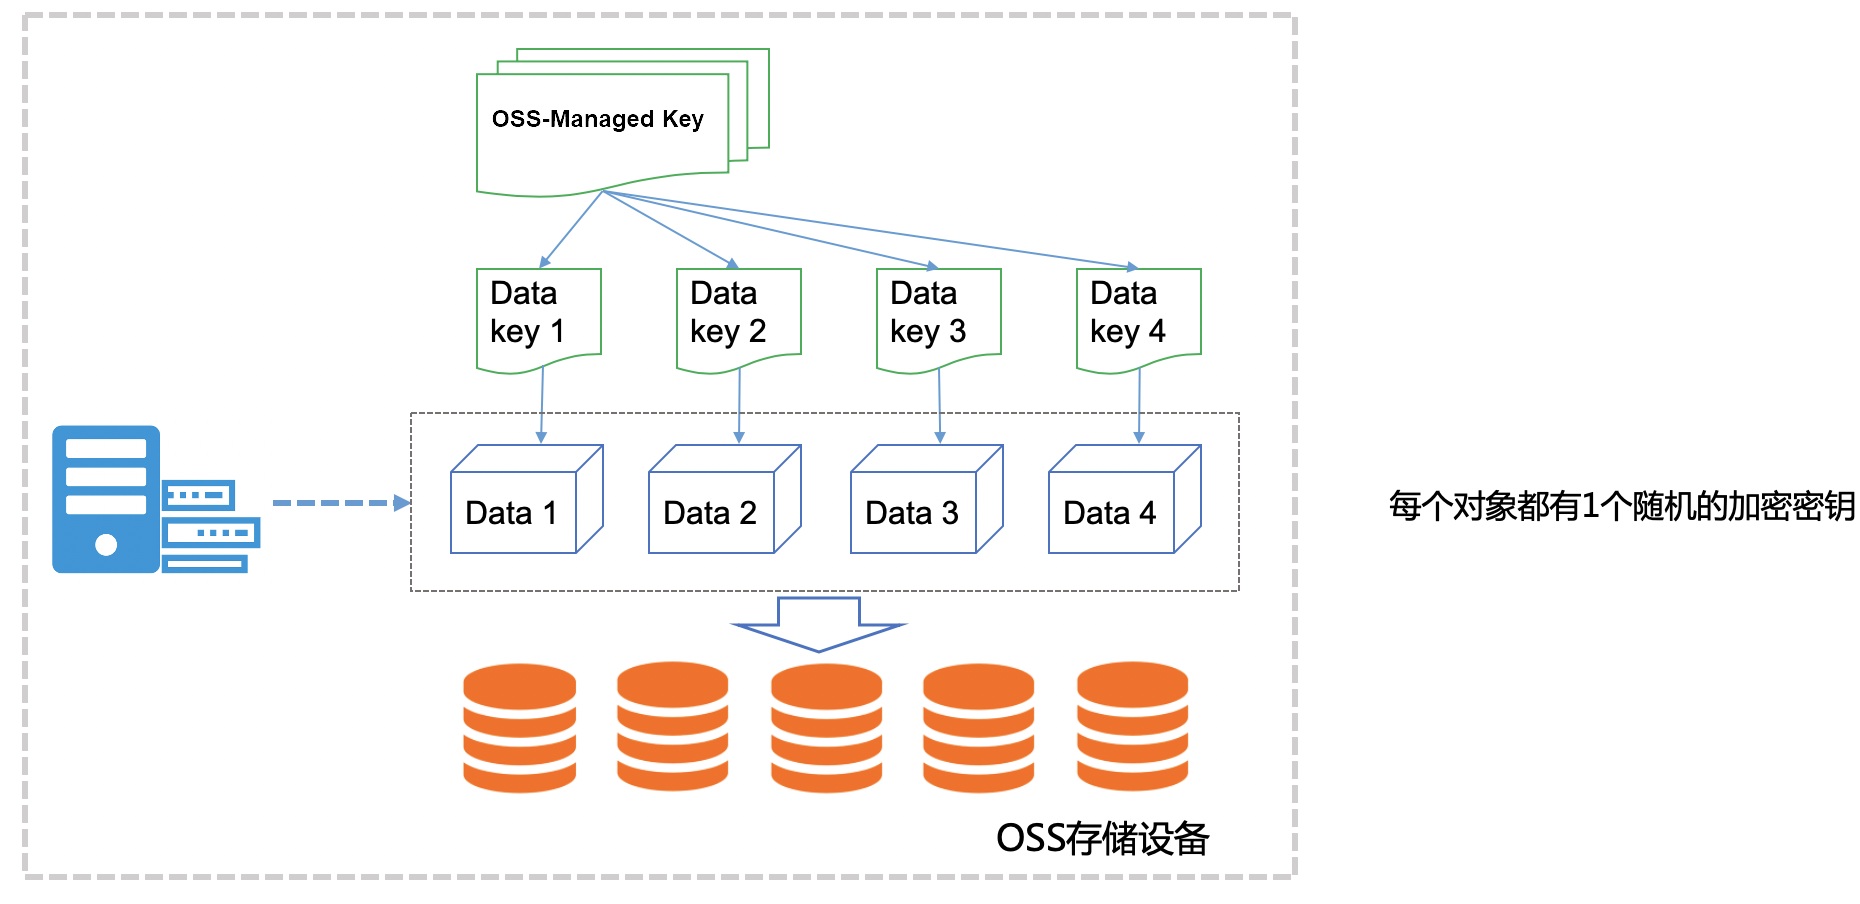 OSS-Managed Key
Data
key 1
Data
key 2
Data
key 3
Data
key 4
Data 1
Data 2
Data 3
Data 4
每个对象都有1个随机的加密密钥
OSS存储设备